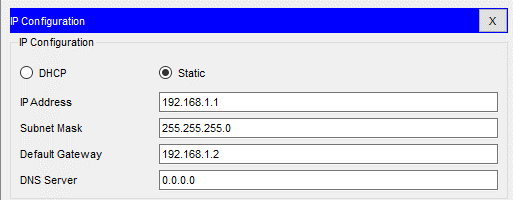 IP Configuration X
IP Configuration
DHCP Static
IP Address 192.168.1.1
Subnet Mask 255.255.255.0
Default Gateway 192.168.1.2
DNS Server 0.0.0.0